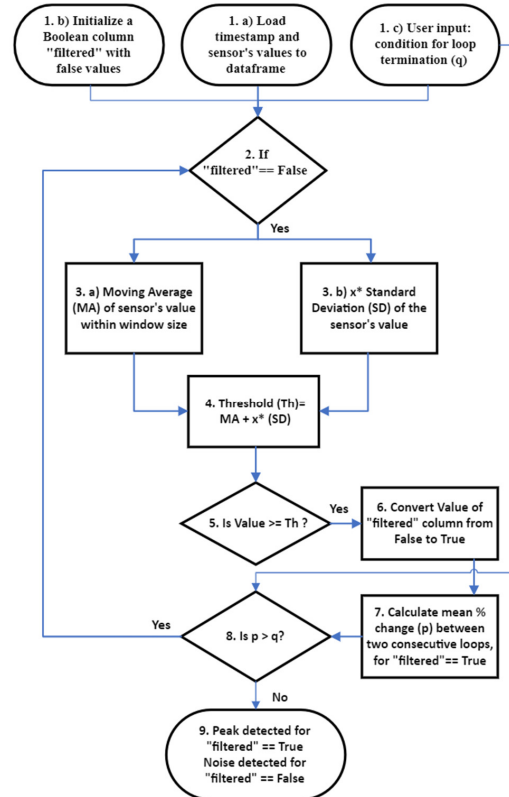 1. b) Initialize a
Boolean column
"filtered" with
false values
1. a) Load
timestamp and
sensor's values to
dataframe
1. c) User input:
condition for loop
termination (q)
2. If
"filtered"== False
Yes
3. a) Moving Average
(MA) of sensor's value
within window size
3. b) x* Standard
Deviation (SD) of the
sensor's value
4. Threshold (Th)=
MA + x* (SD)
5. Is Value >= Th ?
Yes
6. Convert Value of
"filtered" column from
False to True
7. Calculate mean %
change (p) between
two consecutive loops,
for "filtered"== True
8. Is p > q?
Yes
No
9. Peak detected for
"filtered" == True
Noise detected for
"filtered" == False